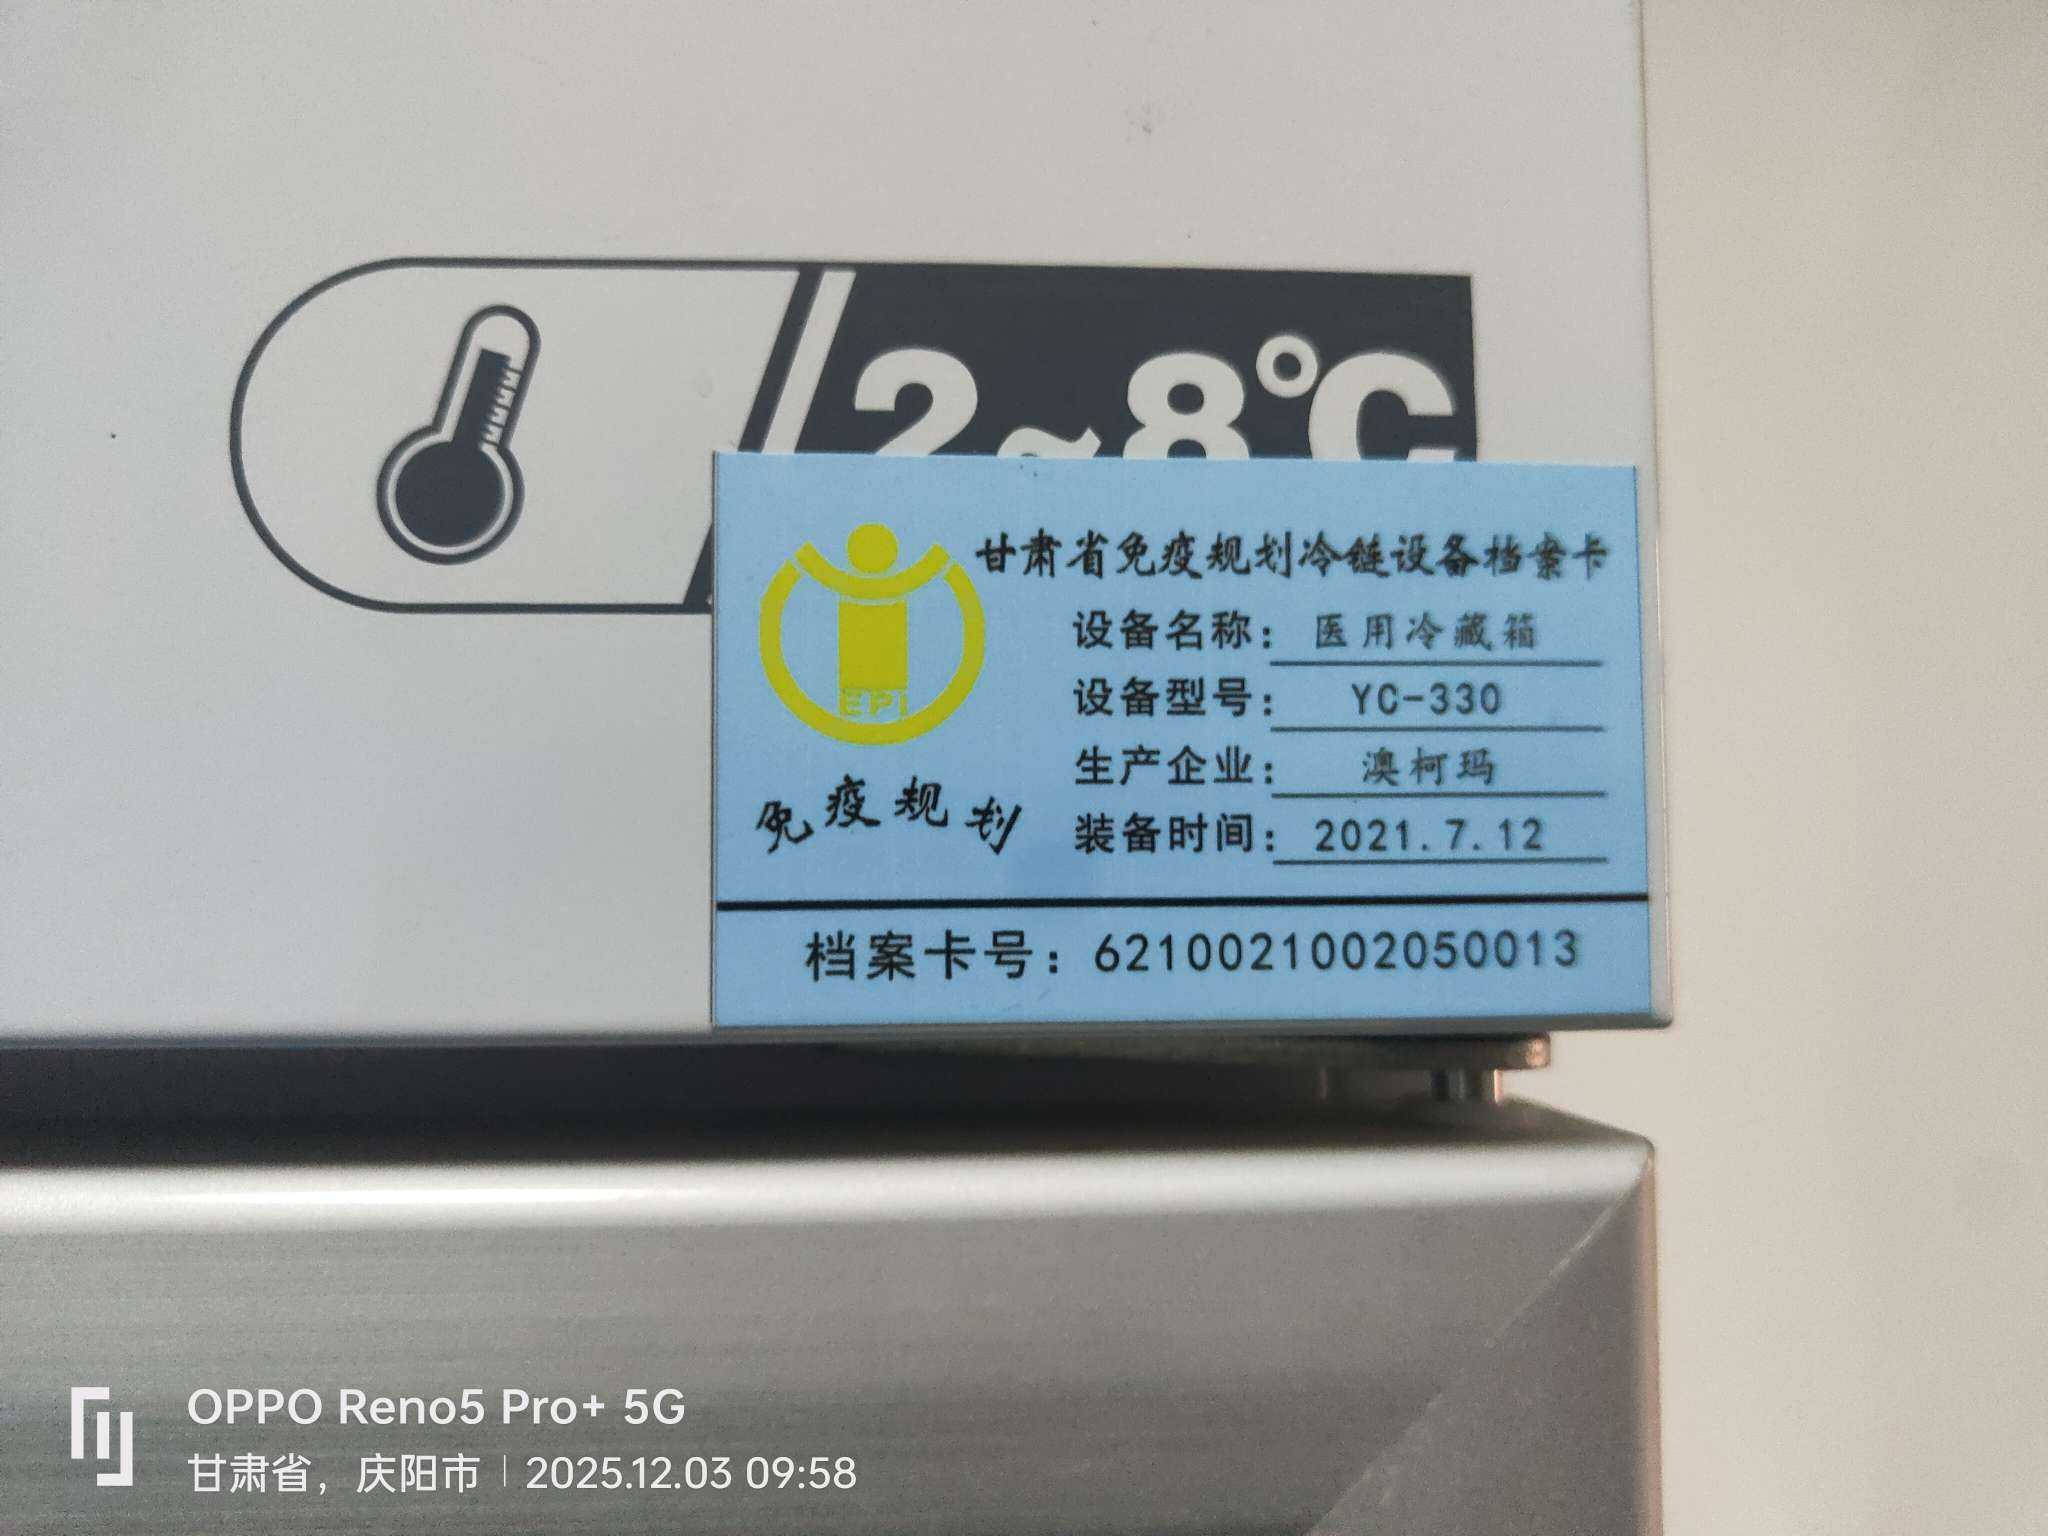 2~8℃
甘肃省免疫规划冷链设备档案卡
设备名称：医用冷藏箱
设备型号：YC-330
生产企业：澳柯玛
装备时间：2021.7.12
EPI
免疫规划
档案卡号：6210021002050013
OPPO Reno5 Pro+ 5G
甘肃省，庆阳市 | 2025.12.03 09:58